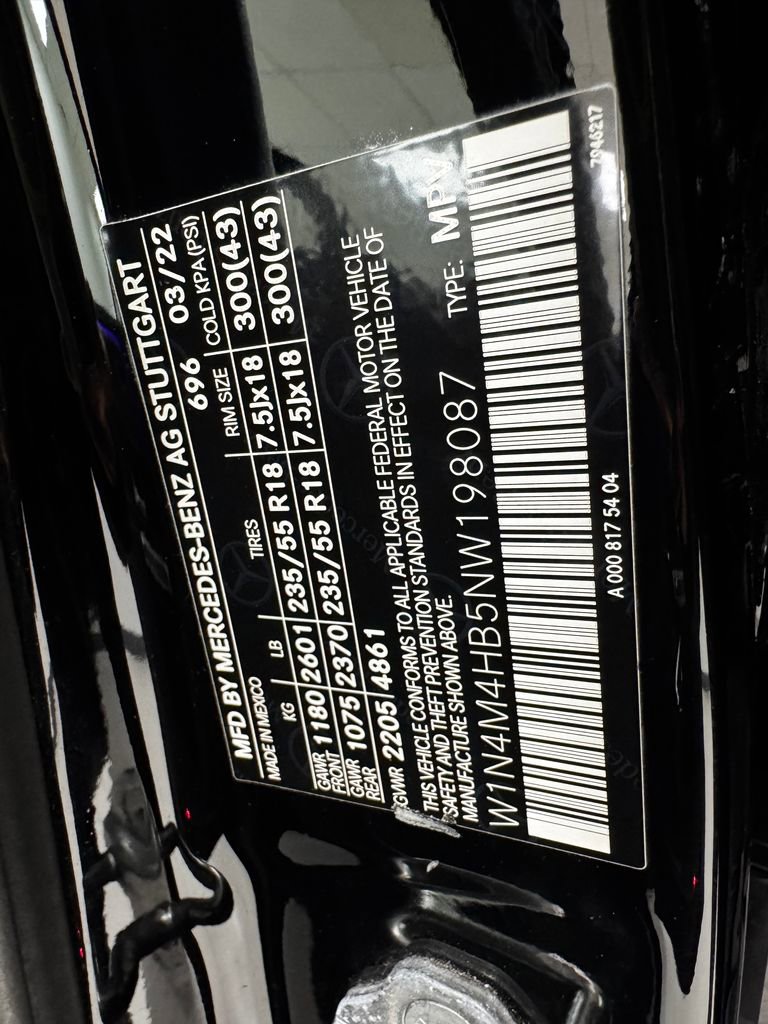 MFD BY MERCEDES-BENZ AG STUTTGART
MADE IN MEXICO 696 03/22
KG LB TIRES RIM SIZE COLD KPA (PSI)
GAWR FRONT 1180 2601 235/55 R18 7.5Jx18 300(43)
GAWR REAR 1075 2370 235/55 R18 7.5Jx18 300(43)
GVWR 2205 4861
THIS VEHICLE CONFORMS TO ALL APPLICABLE FEDERAL MOTOR VEHICLE
SAFETY AND THEFT PREVENTION STANDARDS IN EFFECT ON THE DATE OF
MANUFACTURE SHOWN ABOVE.
W1N4M4HB5NW198087 TYPE: MPV
A 000 817 54 04
7946217